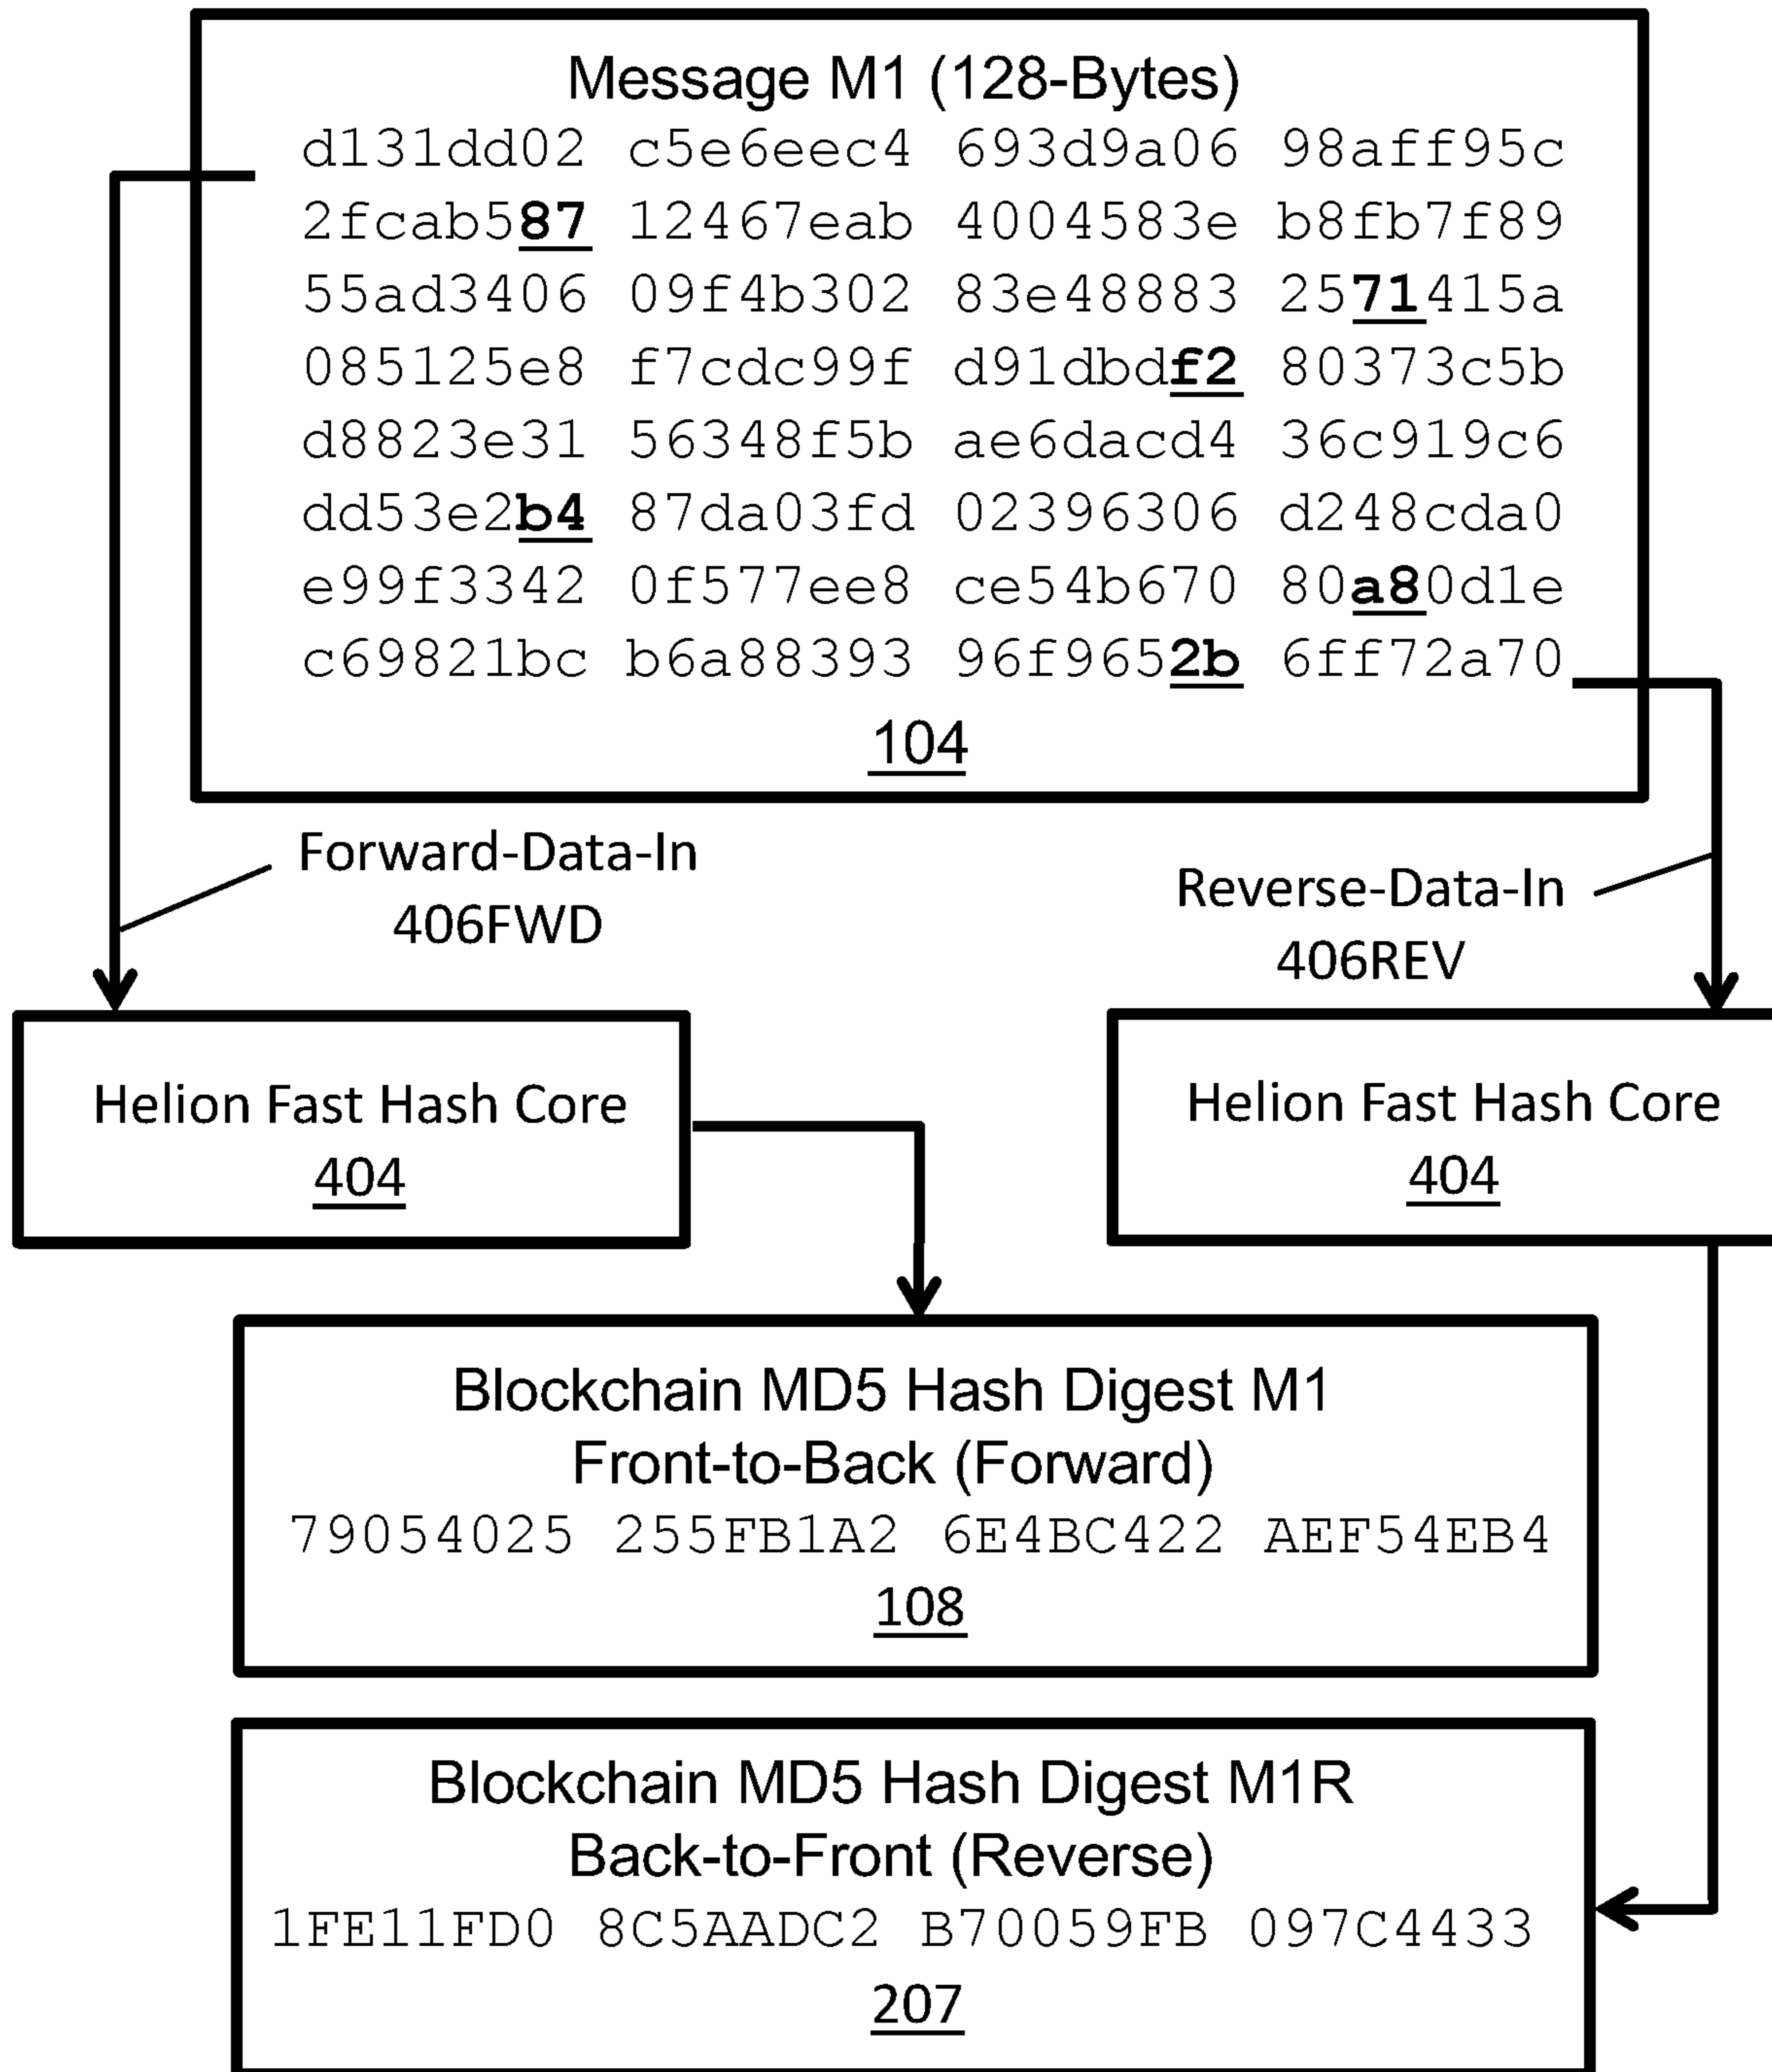 Message M1 (128-Bytes)
d131dd02 c5e6eec4 693d9a06 98aff95c
2fcab587 12467eab 4004583e b8fb7f89
55ad3406 09f4b302 83e48883 2571415a
085125e8 f7cdc99f d91dbdf2 80373c5b
d8823e31 56348f5b ae6dacd4 36c919c6
dd53e2b4 87da03fd 02396306 d248cda0
e99f3342 0f577ee8 ce54b670 80a80d1e
c69821bc b6a88393 96f9652b 6ff72a70
104
Forward-Data-In
406FWD
Reverse-Data-In
406REV
Helion Fast Hash Core
404
Helion Fast Hash Core
404
Blockchain MD5 Hash Digest M1
Front-to-Back (Forward)
79054025 255FB1A2 6E4BC422 AEF54EB4
108
Blockchain MD5 Hash Digest M1R
Back-to-Front (Reverse)
1FE11FD0 8C5AADC2 B70059FB 097C4433
207